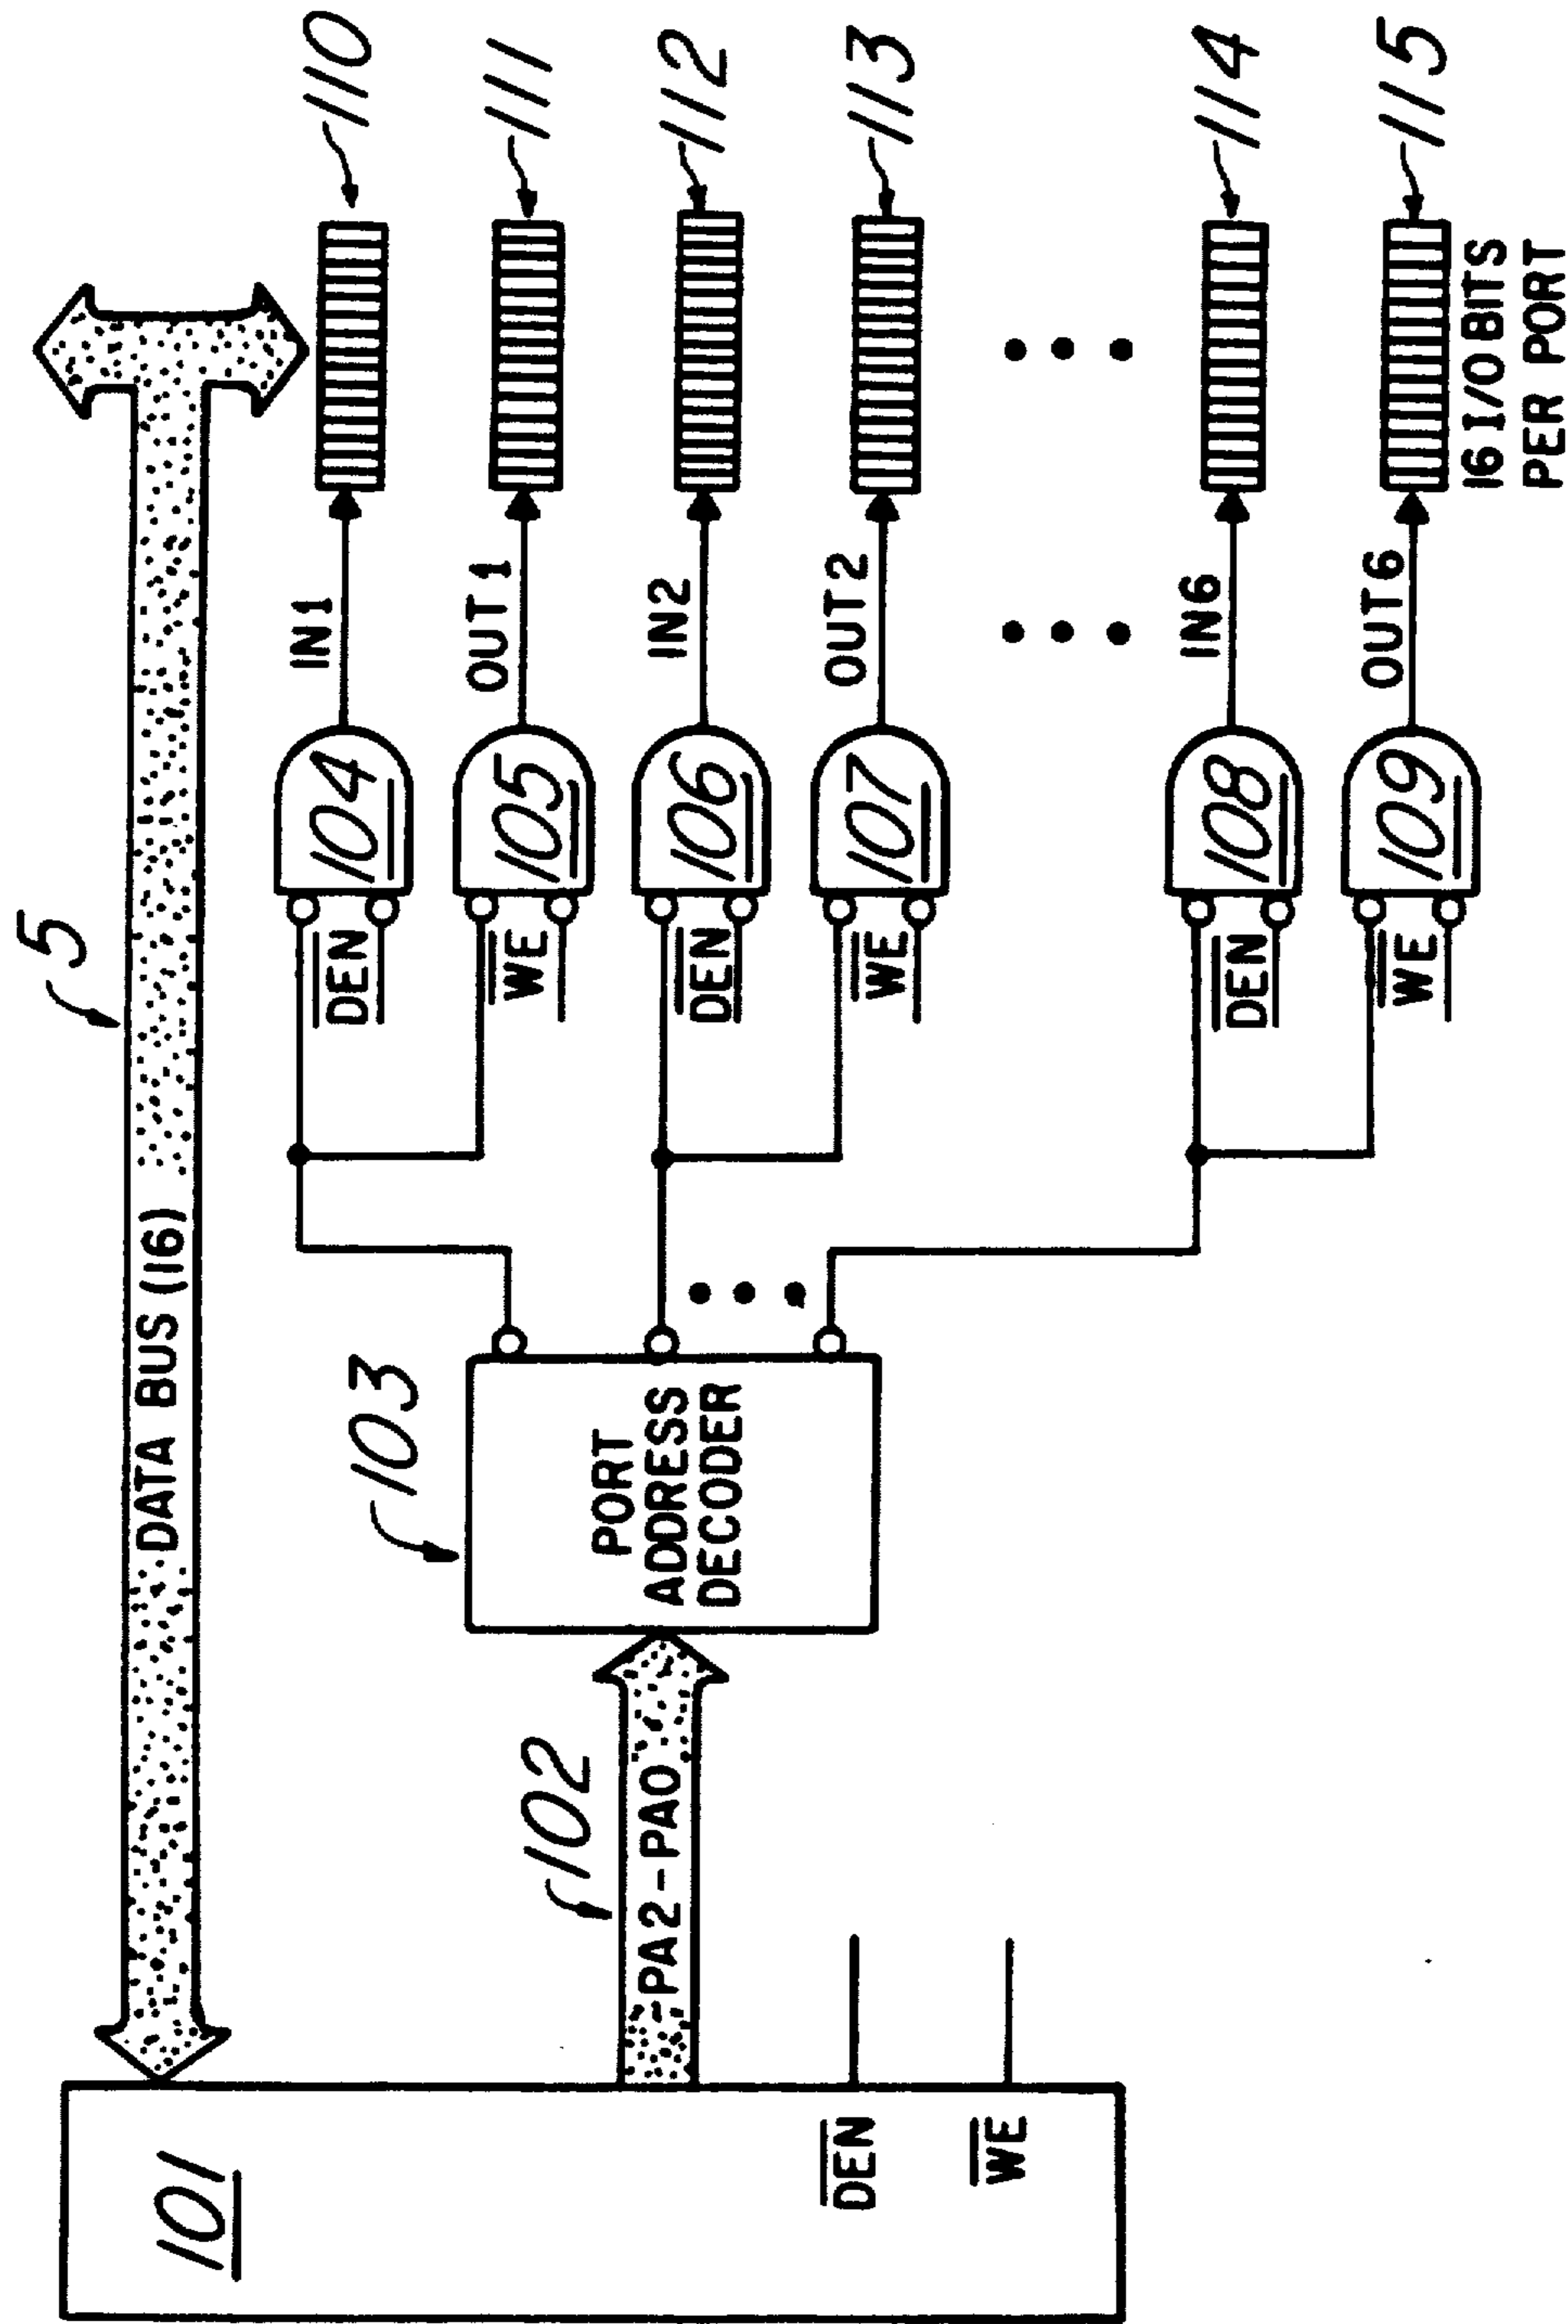 5
DATA BUS (16)
101
102
PA2-PA0
DEN
WE
103
PORT
ADDRESS
DECODER
DEN
104
IN1
110
WE
105
OUT1
111
DEN
106
IN2
112
WE
107
OUT2
113
DEN
108
IN6
114
WE
109
OUT6
115
16 I/O BITS
PER PORT